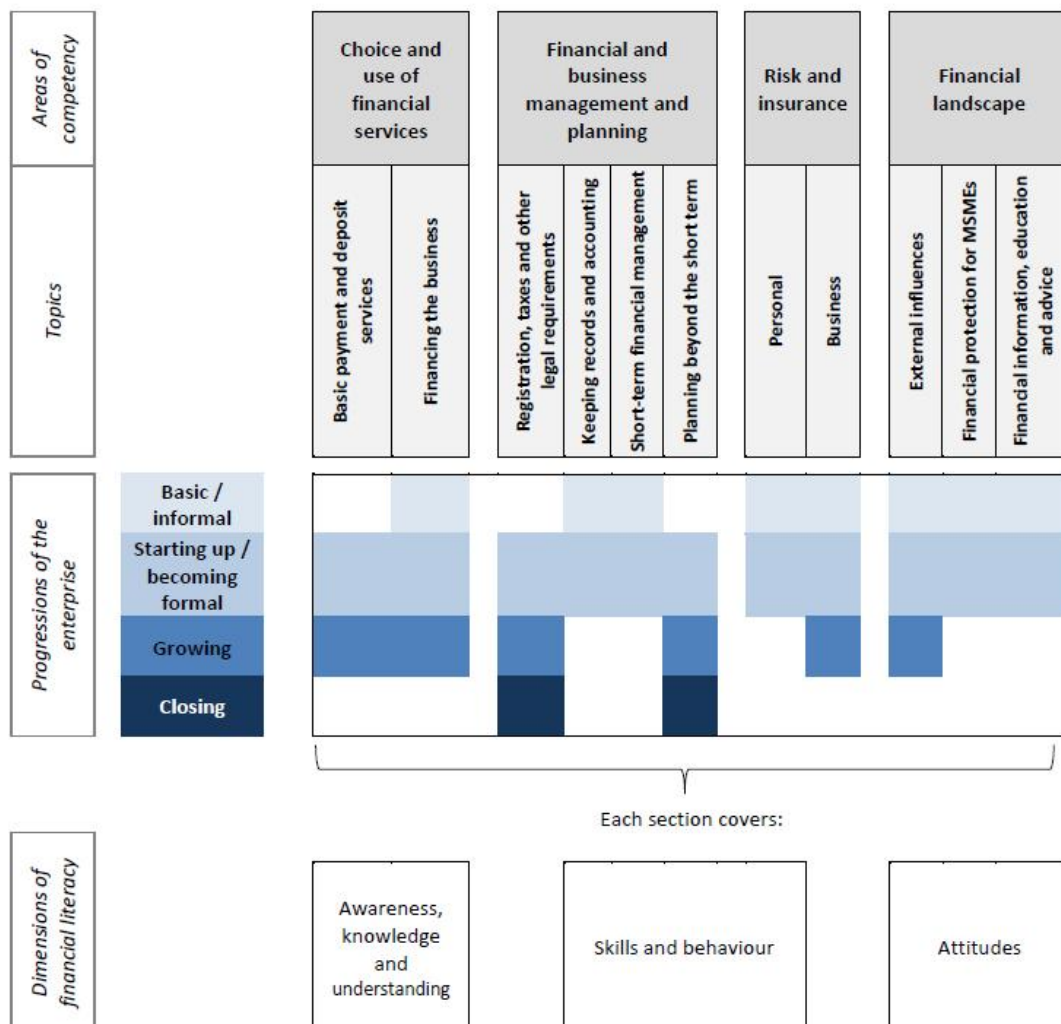 Areas of
competency
Choice and
use of
financial
services
Financial and
business
management and
planning
Risk and
insurance
Financial
landscape
Topics
Basic payment and deposit
services
Financing the business
Registration, taxes and other
legal requirements
Keeping records and accounting
Short-term financial management
Planning beyond the short term
Personal
Business
External influences
Financial protection for MSMEs
Financial information, education
and advice
Progressions of the
enterprise
Basic /
informal
Starting up /
becoming
formal
Growing
Closing
Each section covers:
Dimensions of
financial literacy
Awareness,
knowledge
and
understanding
Skills and behaviour
Attitudes